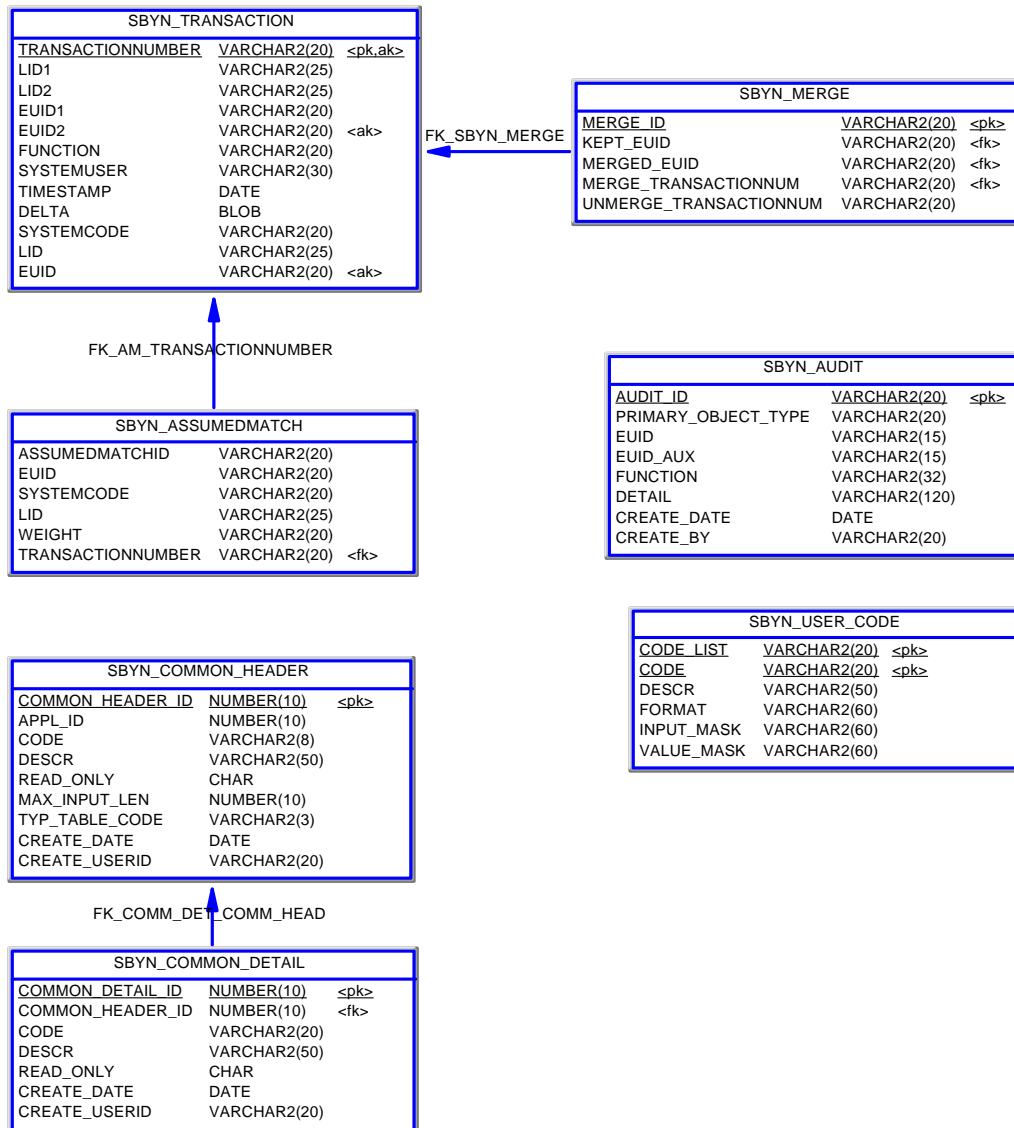 SBYN_TRANSACTION
TRANSACTIONNUMBER VARCHAR2(20) <pk,ak>
LID1 VARCHAR2(25)
LID2 VARCHAR2(25)
EUID1 VARCHAR2(20)
EUID2 VARCHAR2(20) <ak>
FUNCTION VARCHAR2(20)
SYSTEMUSER VARCHAR2(30)
TIMESTAMP DATE
DELTA BLOB
SYSTEMCODE VARCHAR2(20)
LID VARCHAR2(25)
EUID VARCHAR2(20) <ak>
FK_SBYN_MERGE
SBYN_MERGE
MERGE_ID VARCHAR2(20) <pk>
KEPT_EUID VARCHAR2(20) <fk>
MERGED_EUID VARCHAR2(20) <fk>
MERGE_TRANSACTIONNUM VARCHAR2(20) <fk>
UNMERGE_TRANSACTIONNUM VARCHAR2(20)
FK_AM_TRANSACTIONNUMBER
SBYN_ASSUMEDMATCH
ASSUMEDMATCHID VARCHAR2(20)
EUID VARCHAR2(20)
SYSTEMCODE VARCHAR2(20)
LID VARCHAR2(25)
WEIGHT VARCHAR2(20)
TRANSACTIONNUMBER VARCHAR2(20) <fk>
SBYN_AUDIT
AUDIT_ID VARCHAR2(20) <pk>
PRIMARY_OBJECT_TYPE VARCHAR2(20)
EUID VARCHAR2(15)
EUID_AUX VARCHAR2(15)
FUNCTION VARCHAR2(32)
DETAIL VARCHAR2(120)
CREATE_DATE DATE
CREATE_BY VARCHAR2(20)
SBYN_USER_CODE
CODE_LIST VARCHAR2(20) <pk>
CODE VARCHAR2(20) <pk>
DESCR VARCHAR2(50)
FORMAT VARCHAR2(60)
INPUT_MASK VARCHAR2(60)
VALUE_MASK VARCHAR2(60)
SBYN_COMMON_HEADER
COMMON_HEADER_ID NUMBER(10) <pk>
APPL_ID NUMBER(10)
CODE VARCHAR2(8)
DESCR VARCHAR2(50)
READ_ONLY CHAR
MAX_INPUT_LEN NUMBER(10)
TYP_TABLE_CODE VARCHAR2(3)
CREATE_DATE DATE
CREATE_USERID VARCHAR2(20)
FK_COMM_DET_COMM_HEAD
SBYN_COMMON_DETAIL
COMMON_DETAIL_ID NUMBER(10) <pk>
COMMON_HEADER_ID NUMBER(10) <fk>
CODE VARCHAR2(20)
DESCR VARCHAR2(50)
READ_ONLY CHAR
CREATE_DATE DATE
CREATE_USERID VARCHAR2(20)